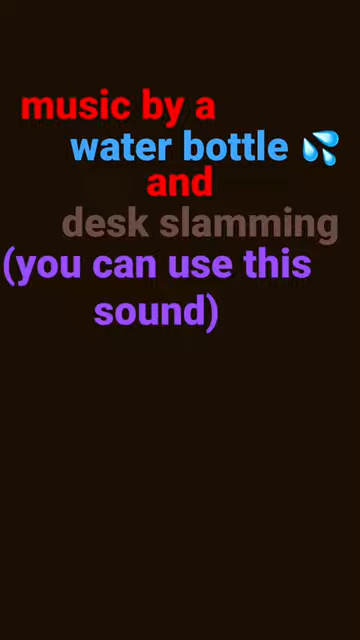 music by a
water bottle 💦
and
desk slamming
(you can use this
sound)